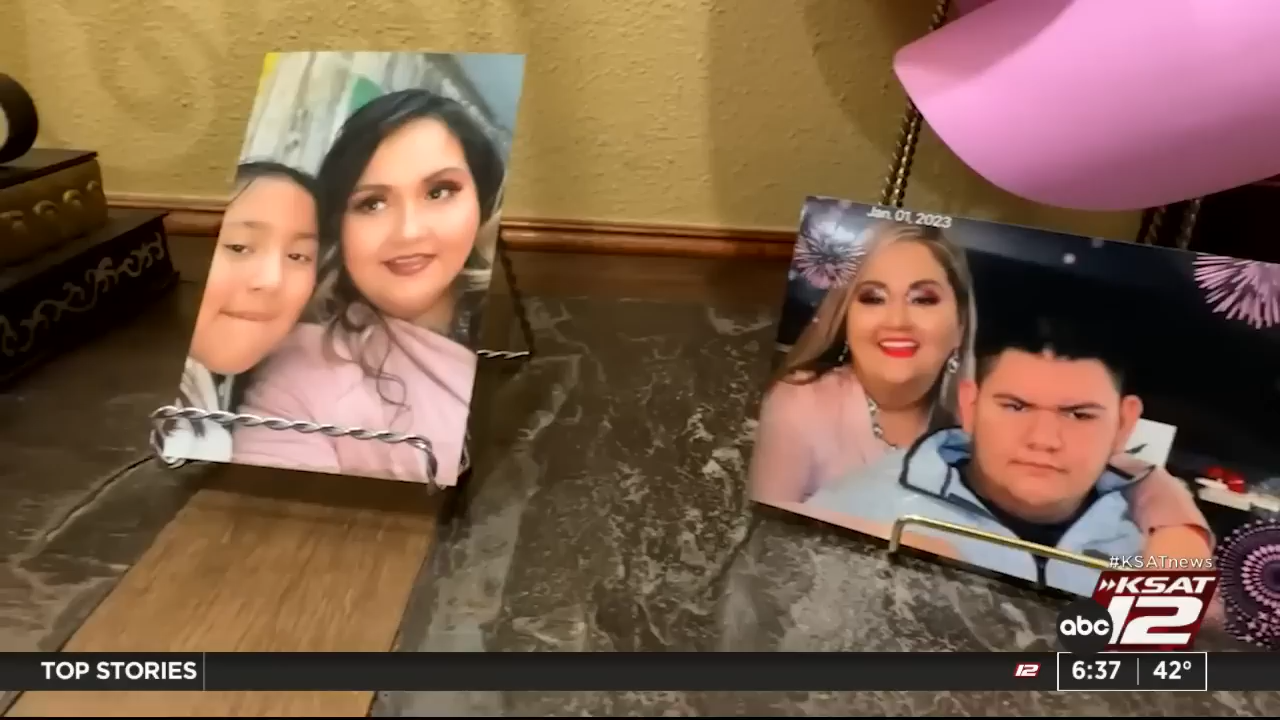 Jan. 01, 2023
#KSATnews
KSAT
abc 12
TOP STORIES
12
6:37
42°